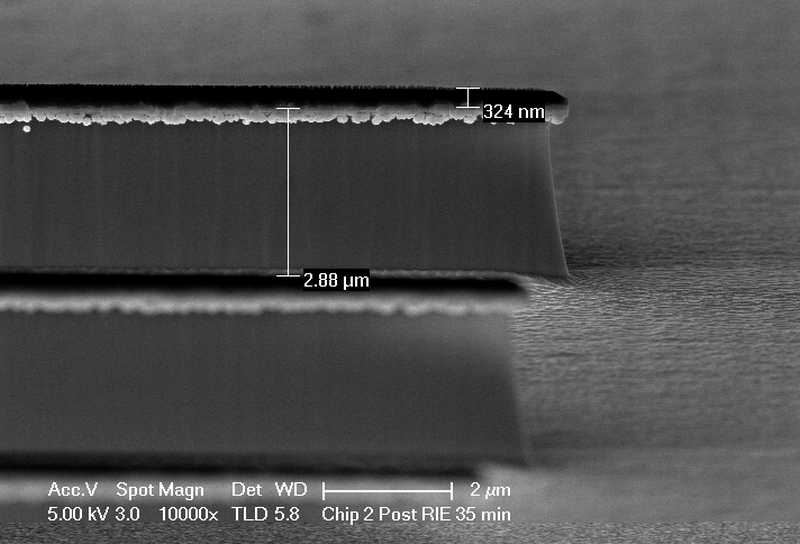 324 nm
2.88 µm
Acc.V Spot Magn Det WD 2 µm
5.00 kV 3.0 10000x TLD 5.8 Chip 2 Post RIE 35 min